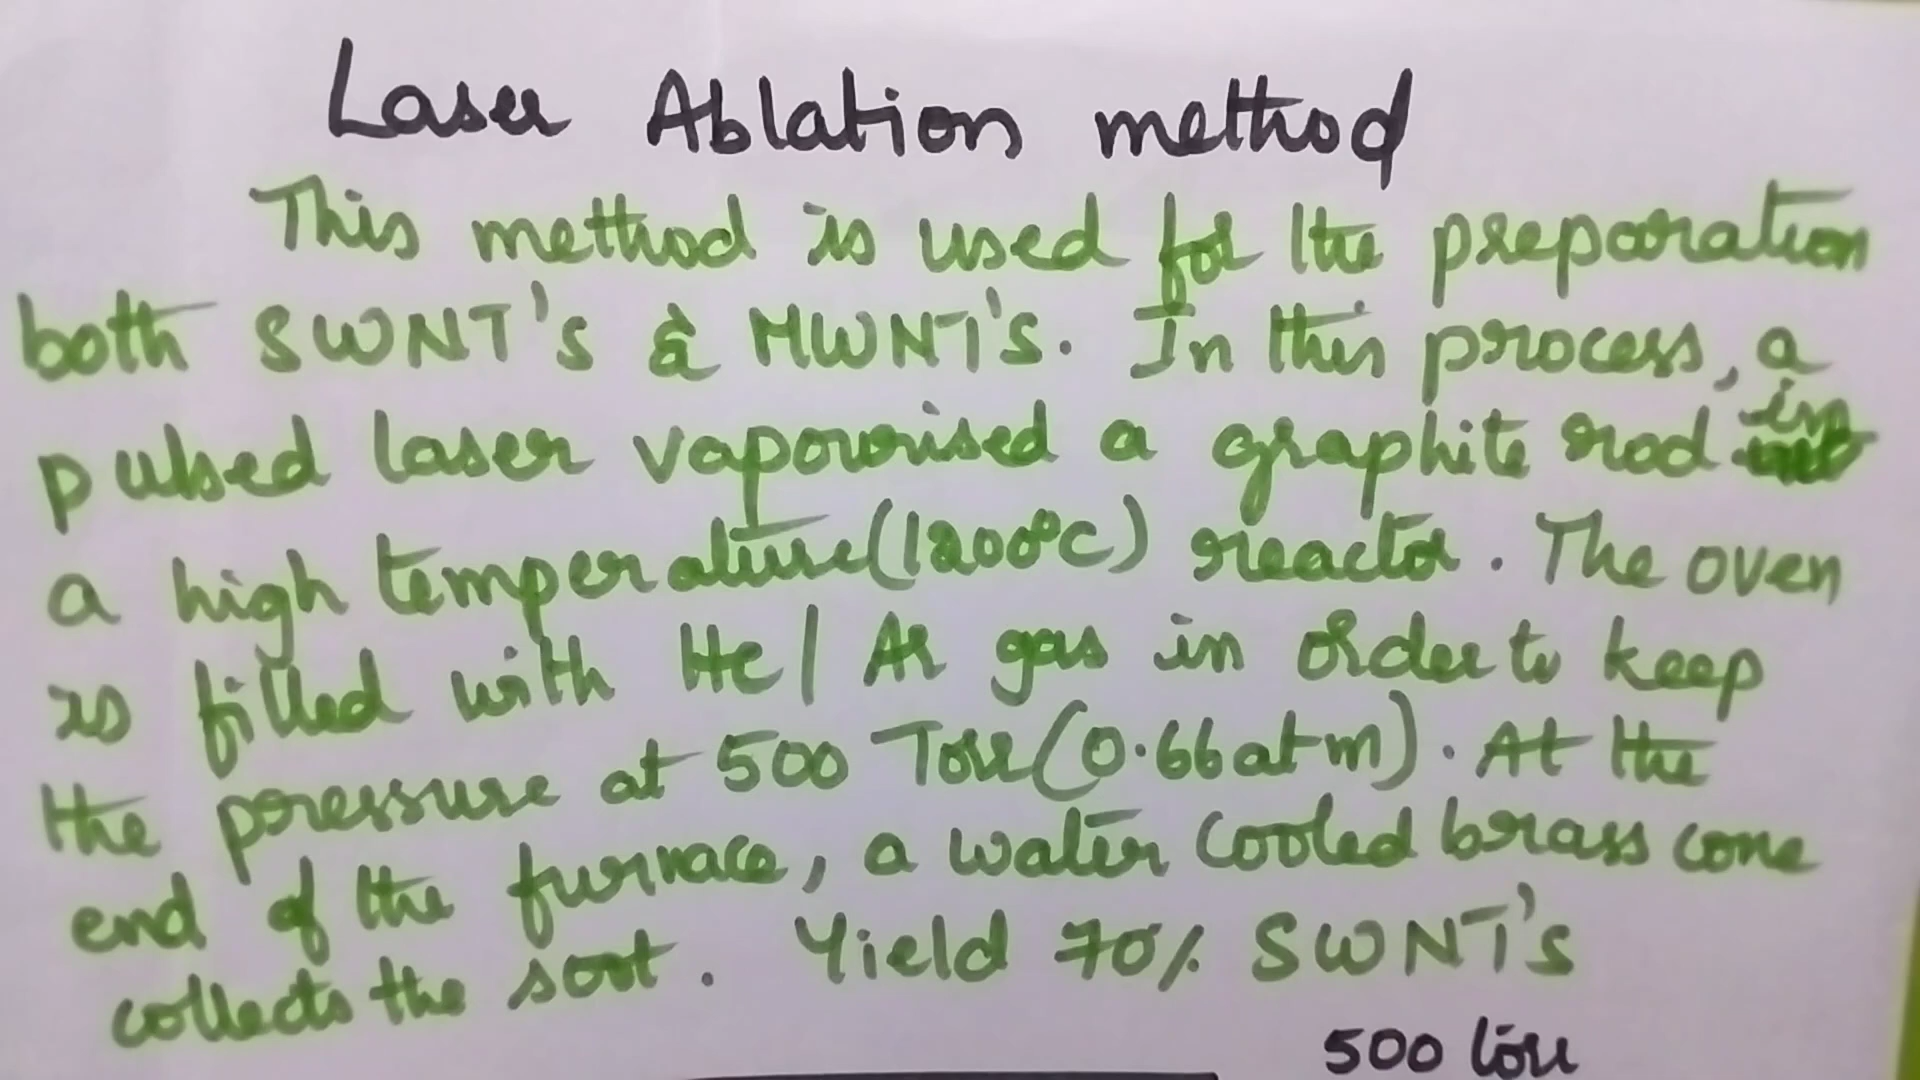 Laser Ablation method
This method is used for the preparation
both SWNT's & MWNT's. In this process, a
pulsed laser vapourised a graphite rod in
a high temperature(1200°C) reactor. The oven
is filled with He/Ar gas in order to keep
the pressure at 500 Torr(0.66atm). At the
end of the furnace, a water cooled brass cone
collects the soot. Yield 70% SWNT's
500 torr